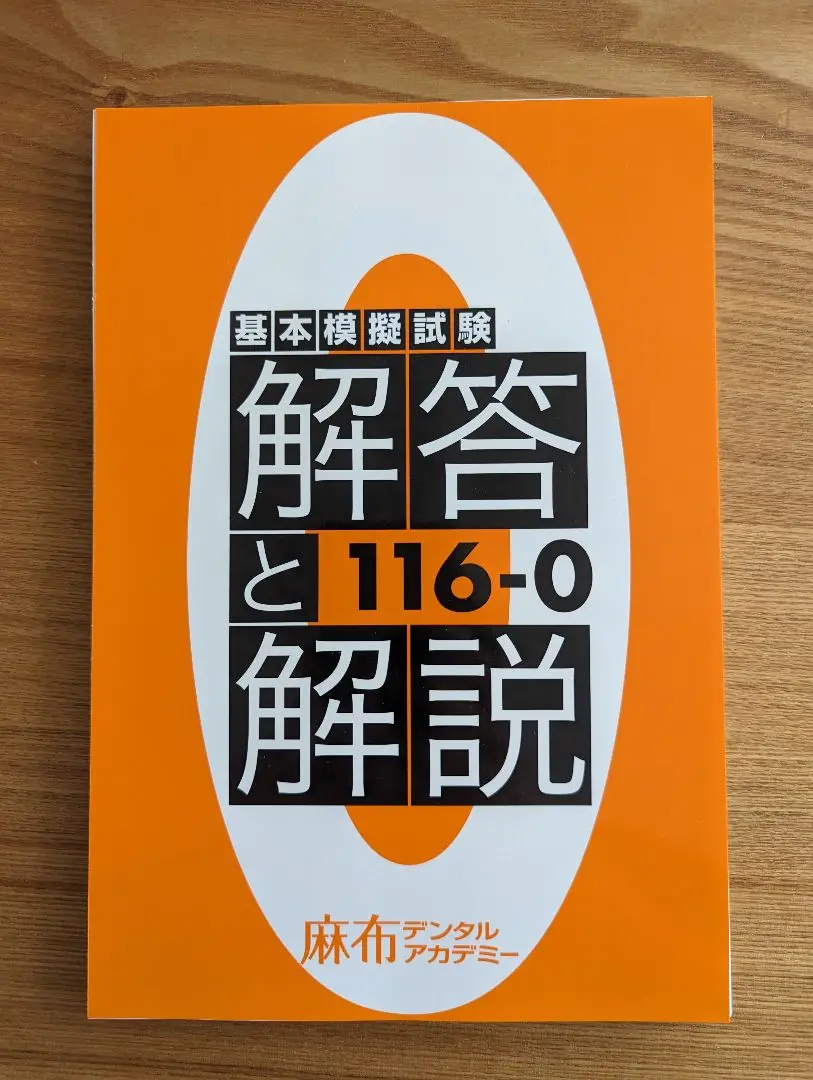 基本模擬試験
解答
と 116-0
解説
麻布デンタル
アカデミー